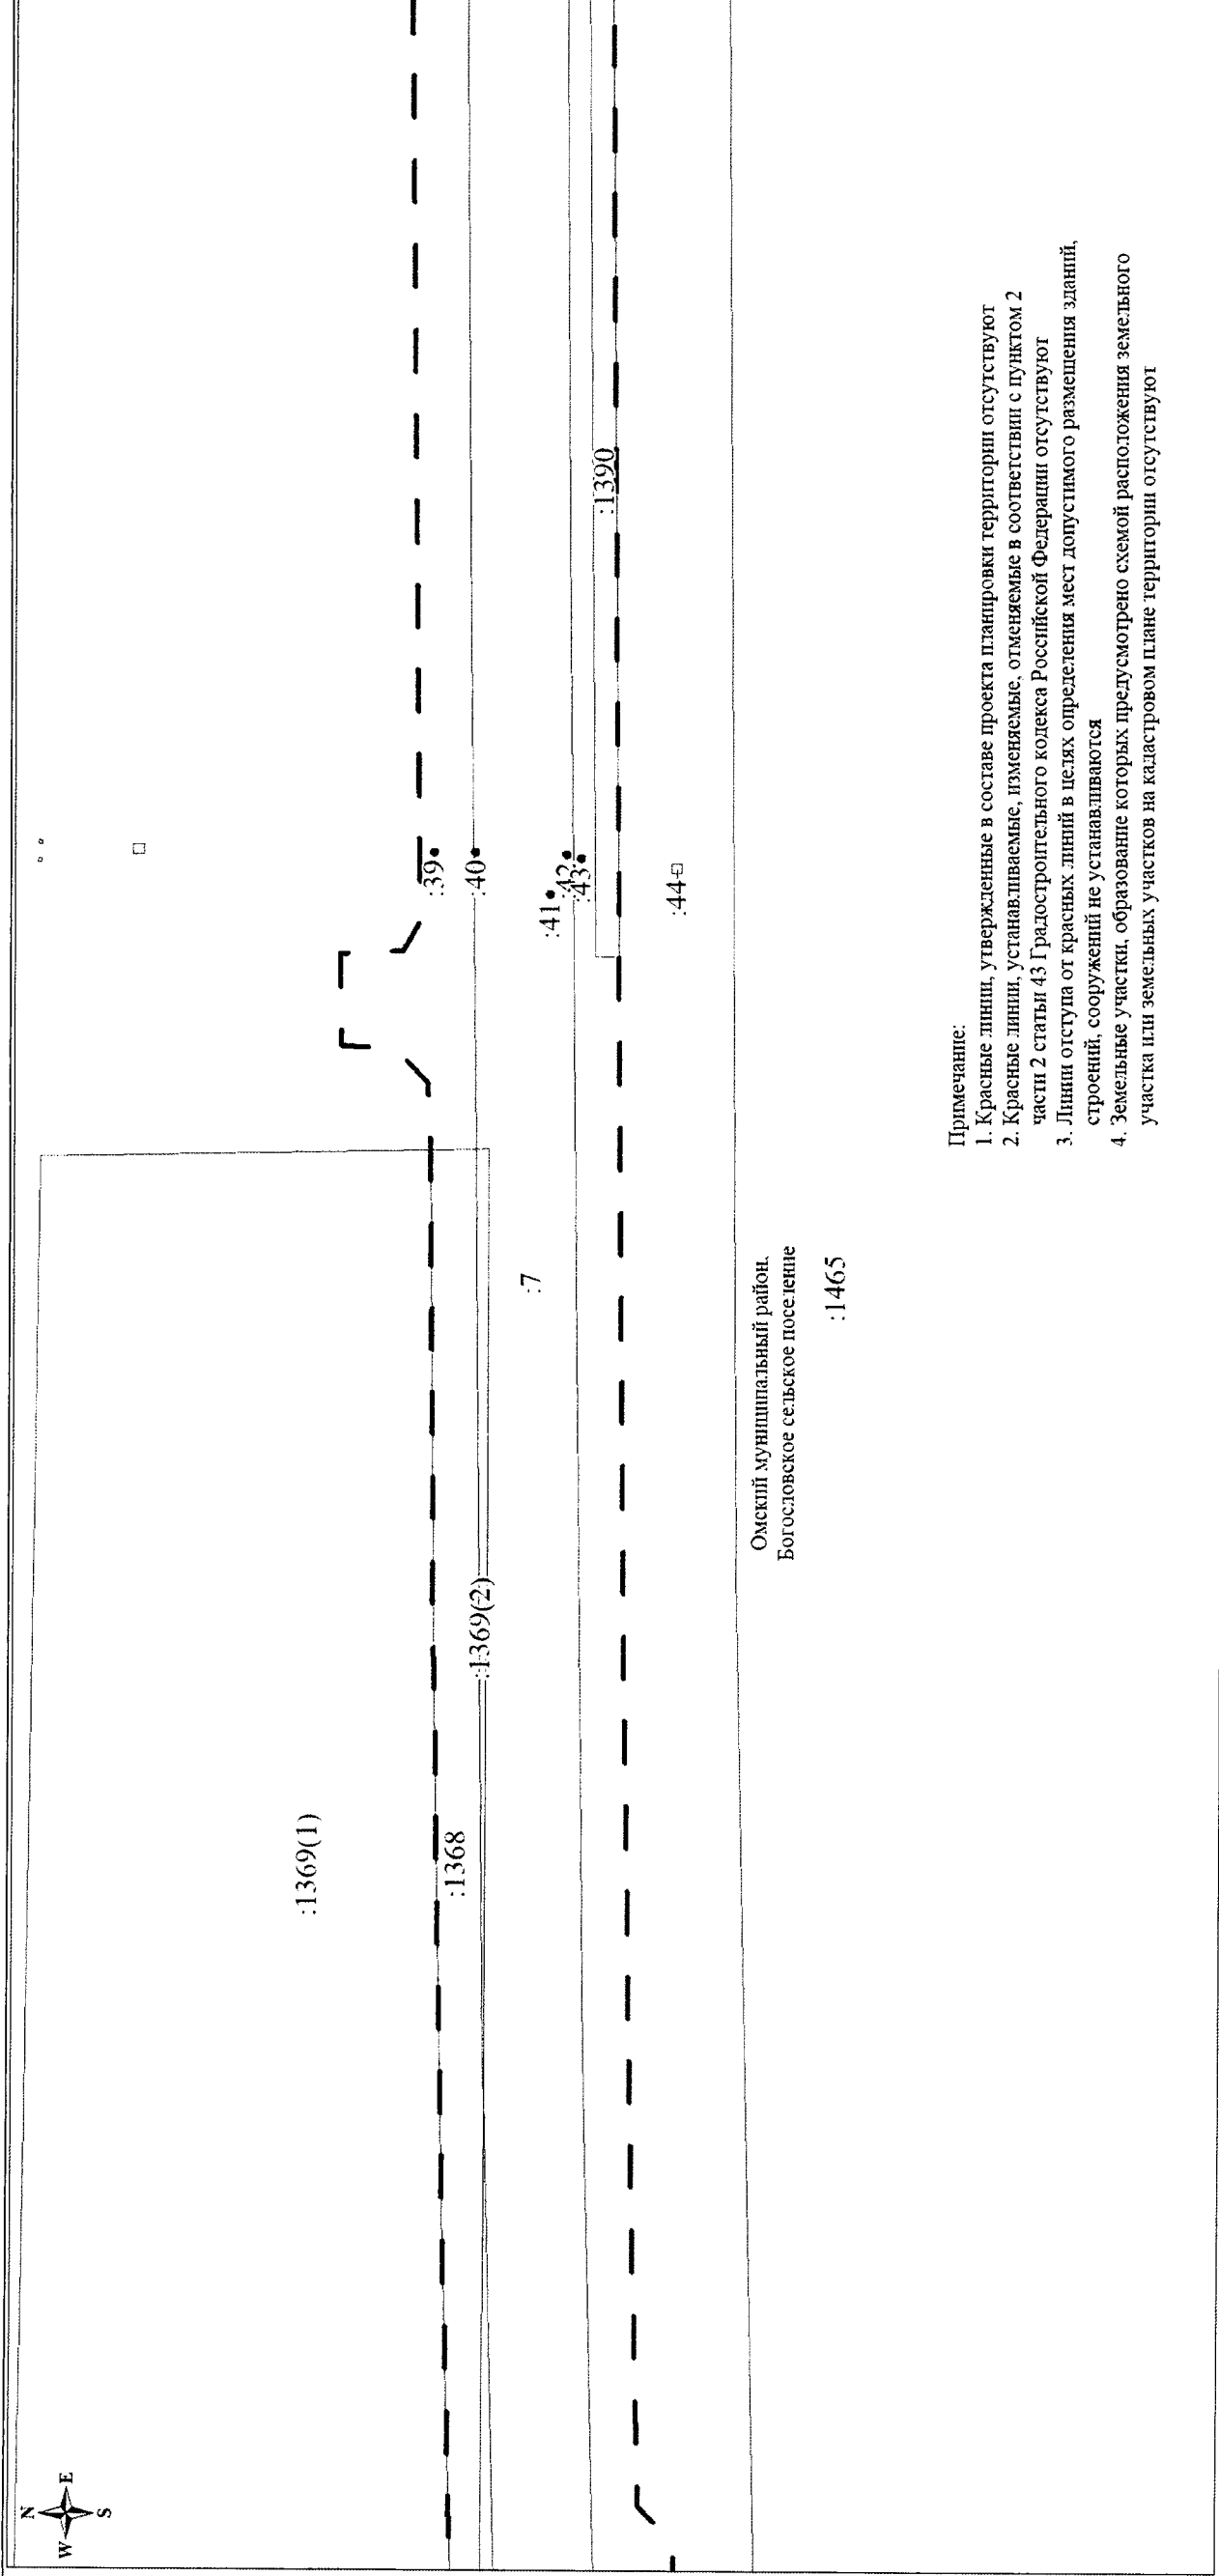 N
W E
S
:1369(1)
:39
:1368
:40
:1369(2)
:7
:41
:42
:43
:1390
:44
Омский муниципальный район.
Богословское сельское поселение
:1465
Примечание:
1. Красные линии, утвержденные в составе проекта планировки территории отсутствуют
2. Красные линии, устанавливаемые, изменяемые, отменяемые в соответствии с пунктом 2
части 2 статьи 43 Градостроительного кодекса Российской Федерации отсутствуют
3. Линии отступа от красных линий в целях определения мест допустимого размещения зданий,
строений, сооружений не устанавливаются
4. Земельные участки, образование которых предусмотрено схемой расположения земельного
участка или земельных участков на кадастровом плане территории отсутствуют